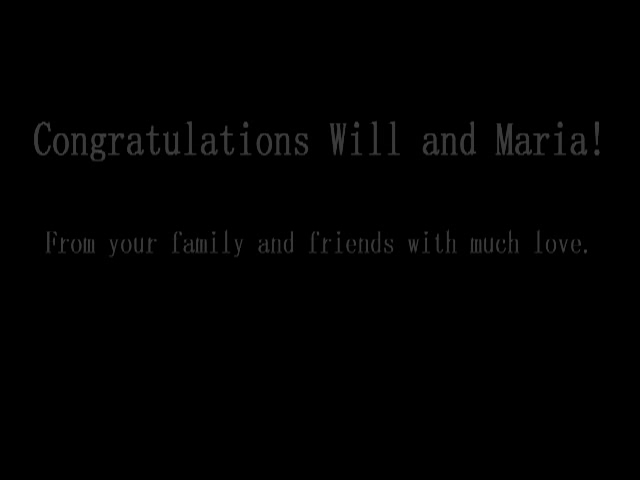 Congratulations Will and Maria!
From your family and friends with much love.